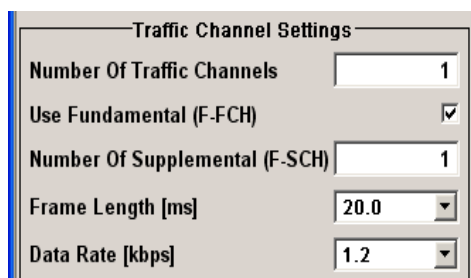 Traffic Channel Settings
Number Of Traffic Channels 1
Use Fundamental (F-FCH)
Number Of Supplemental (F-SCH) 1
Frame Length [ms] 20.0
Data Rate [kbps] 1.2